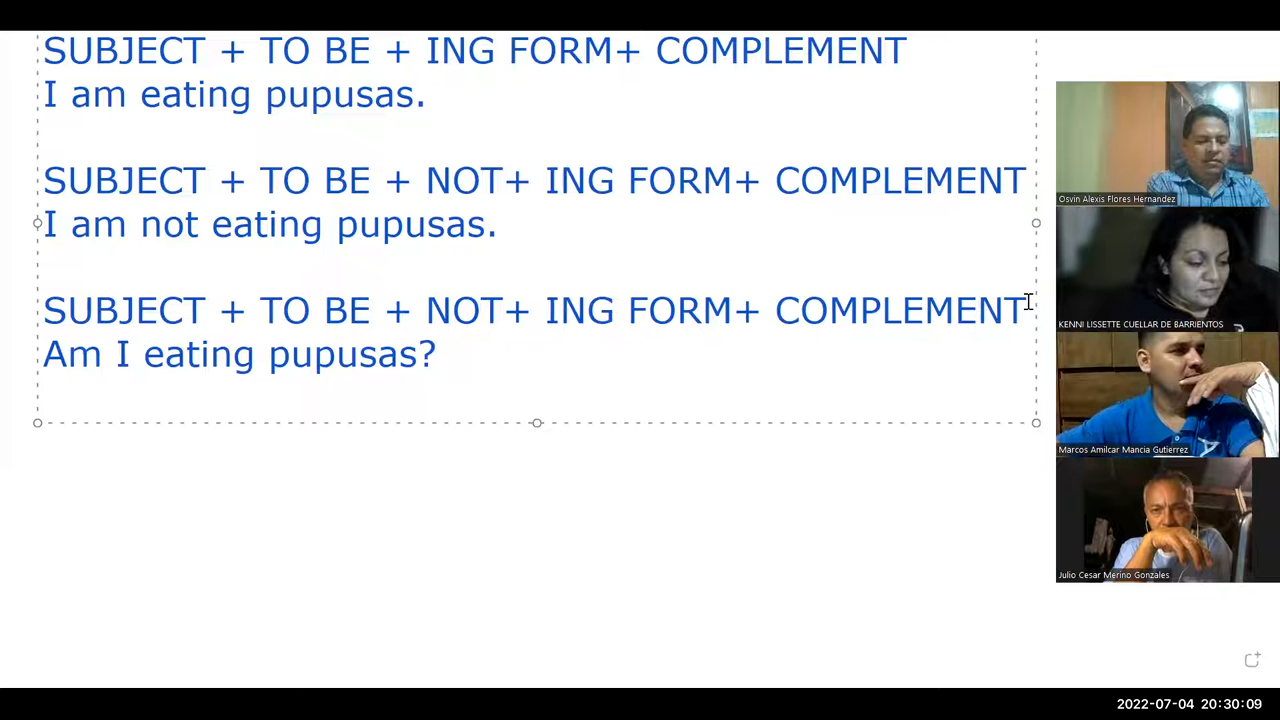 SUBJECT + TO BE + ING FORM+ COMPLEMENT
I am eating pupusas.
SUBJECT + TO BE + NOT+ ING FORM+ COMPLEMENT
I am not eating pupusas.
SUBJECT + TO BE + NOT+ ING FORM+ COMPLEMENT
Am I eating pupusas?
Osvin Alexis Flores Hernandez
KENNI LISSETTE CUELLAR DE BARRIENTOS
Marcos Amilcar Mancia Gutierrez
Julio Cesar Merino Gonzales
2022-07-04 20:30:09